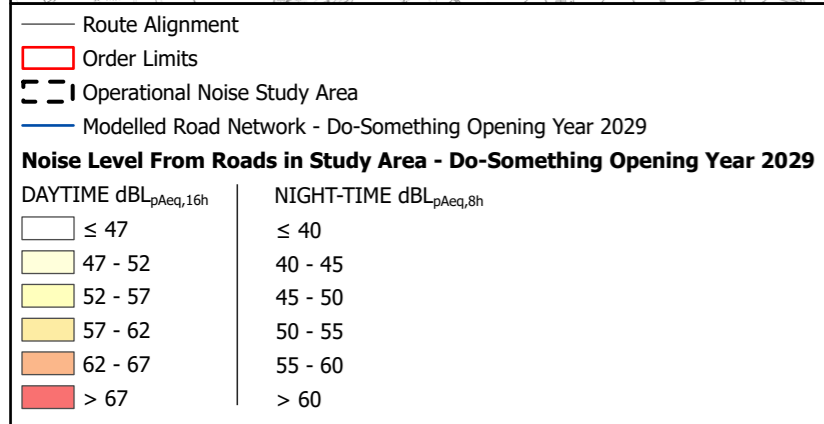 Route Alignment
Order Limits
Operational Noise Study Area
Modelled Road Network - Do-Something Opening Year 2029
Noise Level From Roads in Study Area - Do-Something Opening Year 2029
DAYTIME dBLpAeq,16h NIGHT-TIME dBLpAeq,8h
≤ 47 ≤ 40
47 - 52 40 - 45
52 - 57 45 - 50
57 - 62 50 - 55
62 - 67 55 - 60
> 67 > 60